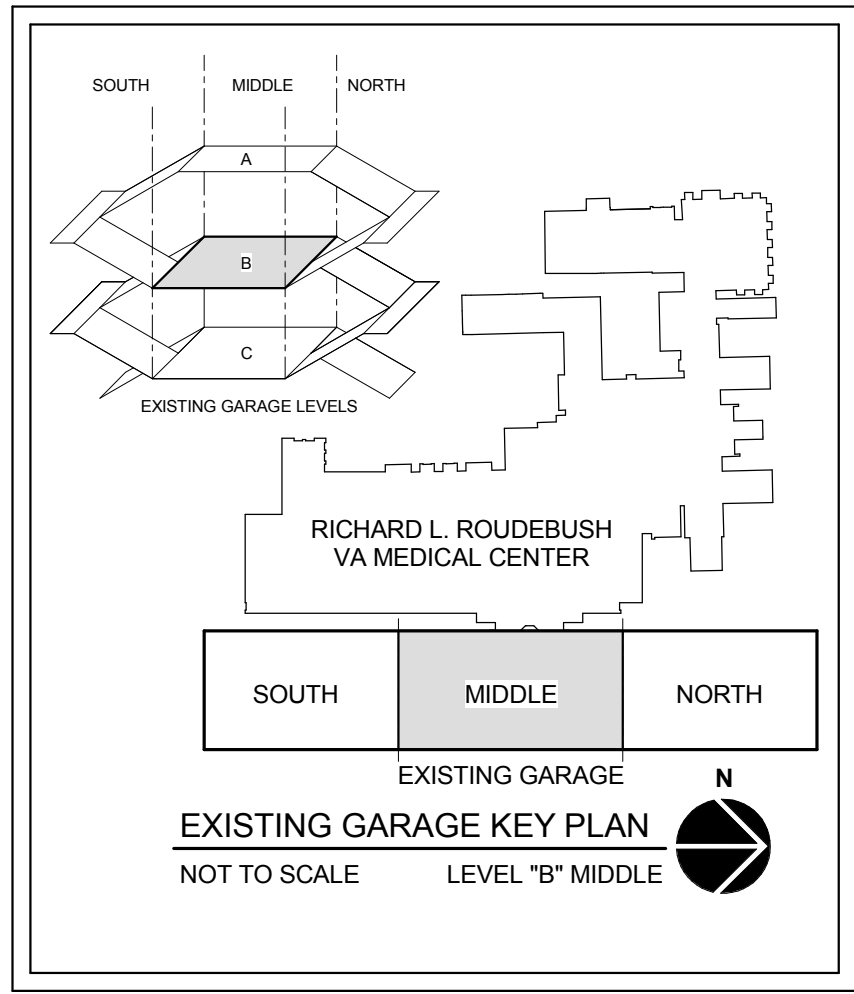 SOUTH MIDDLE NORTH
A
B
C
EXISTING GARAGE LEVELS
RICHARD L. ROUDEBUSH
VA MEDICAL CENTER
SOUTH MIDDLE NORTH
EXISTING GARAGE
N
EXISTING GARAGE KEY PLAN
NOT TO SCALE LEVEL "B" MIDDLE